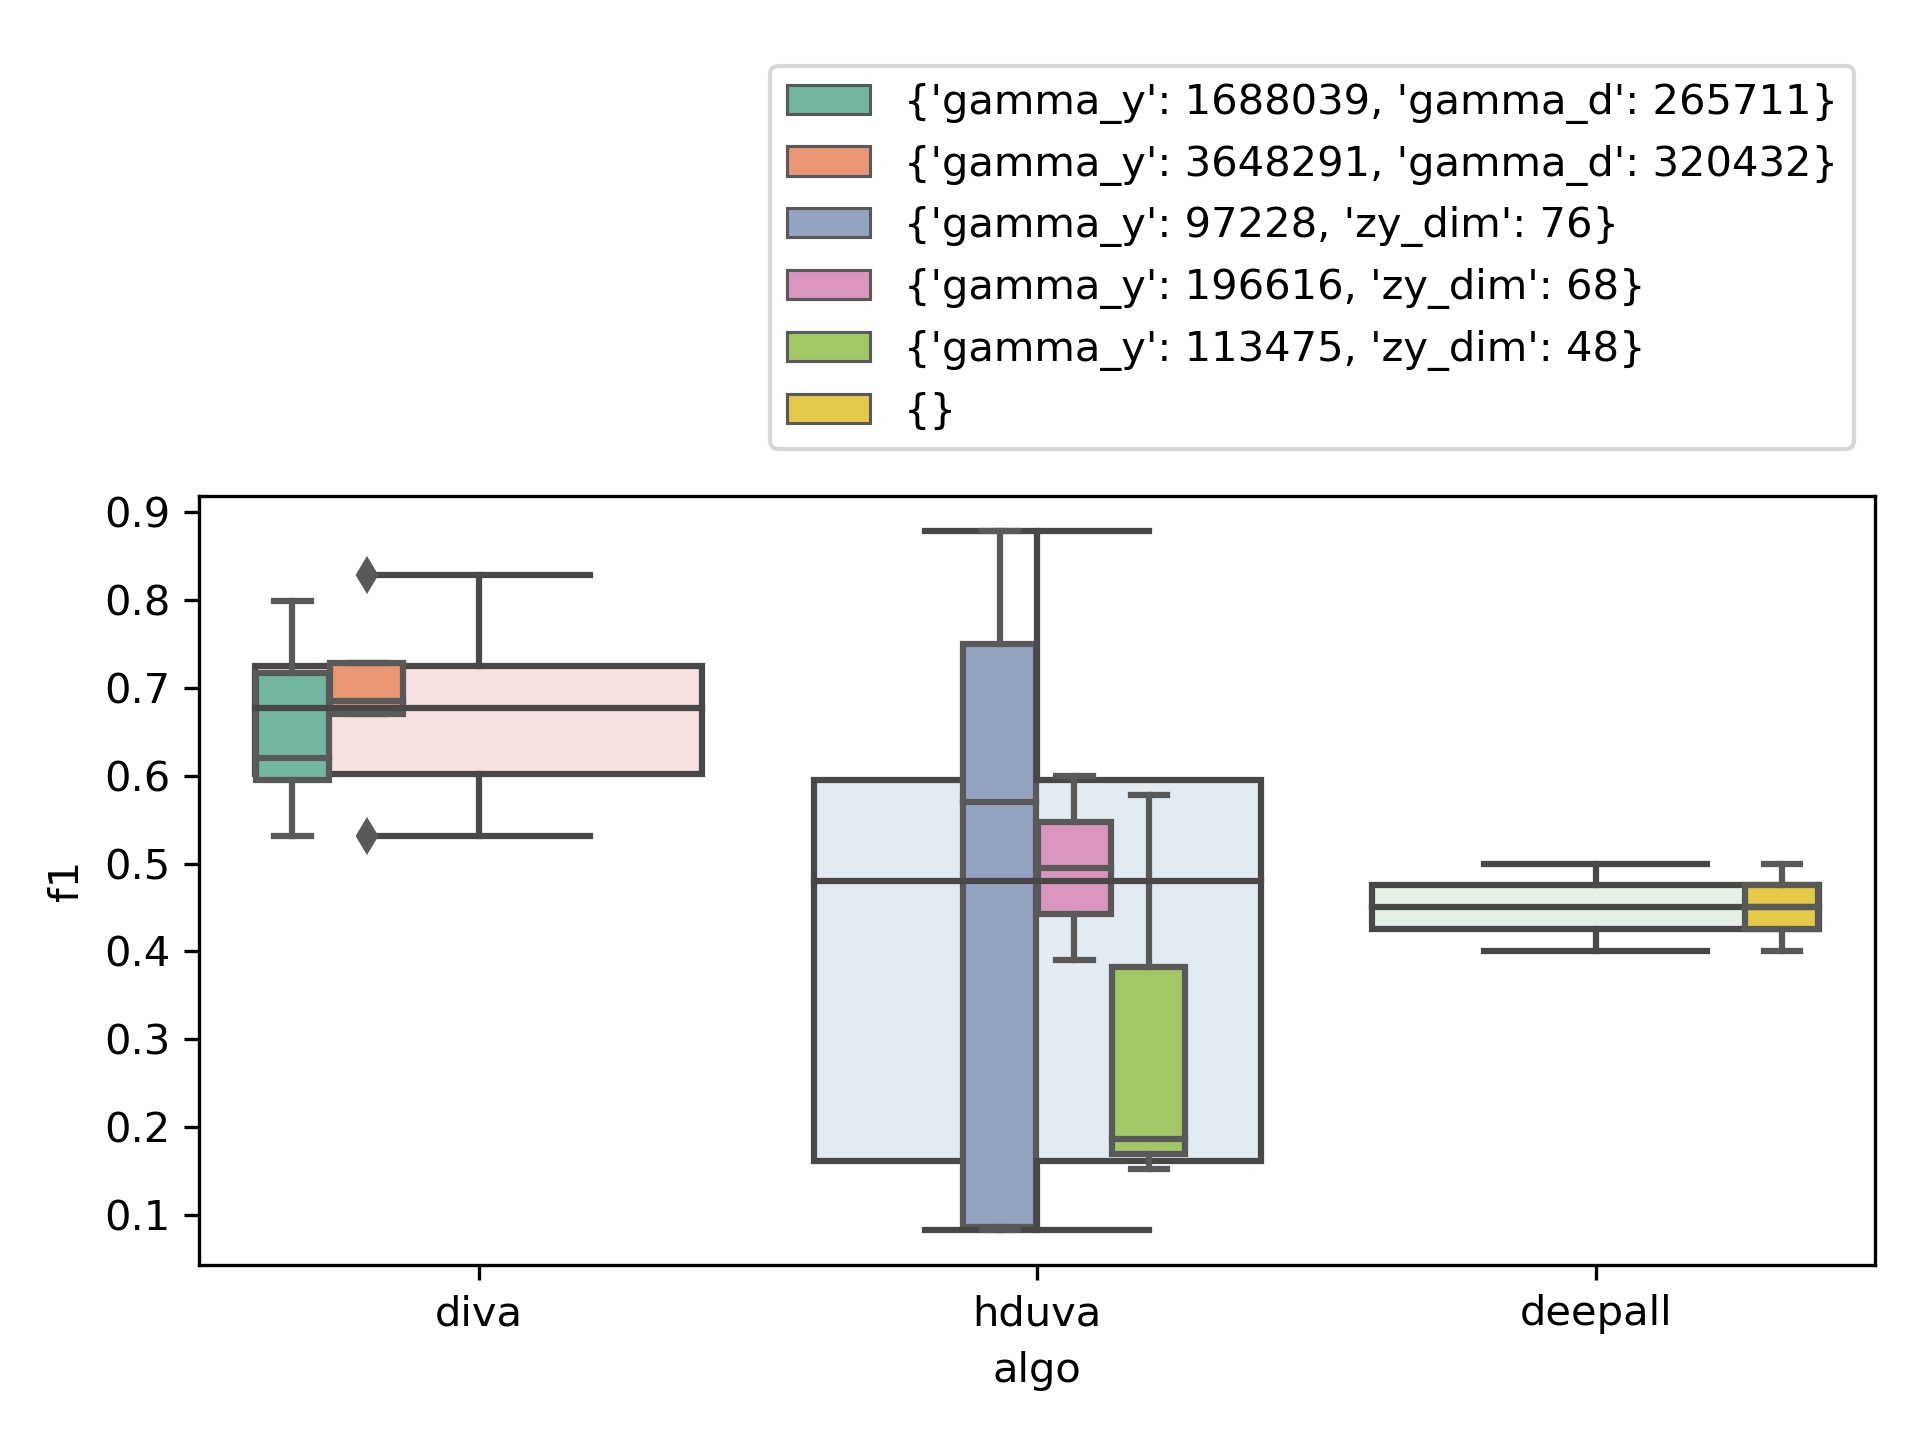 {'gamma_y': 1688039, 'gamma_d': 265711}
{'gamma_y': 3648291, 'gamma_d': 320432}
{'gamma_y': 97228, 'zy_dim': 76}
{'gamma_y': 196616, 'zy_dim': 68}
{'gamma_y': 113475, 'zy_dim': 48}
{}
0.9
0.8
0.7
0.6
0.5
0.4
0.3
0.2
0.1
f1
diva hduva deepall
algo